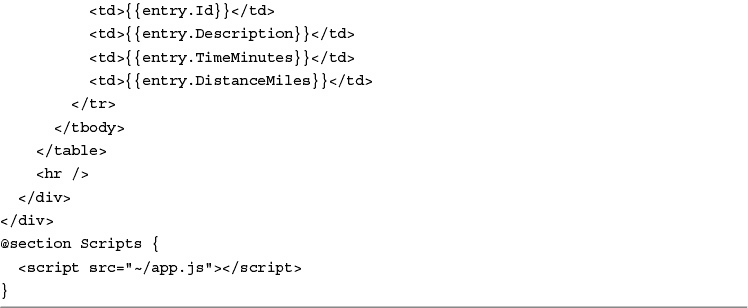 <td>{{entry.Id}}</td>
<td>{{entry.Description}}</td>
<td>{{entry.TimeMinutes}}</td>
<td>{{entry.DistanceMiles}}</td>
</tr>
</tbody>
</table>
<hr />
</div>
</div>
@section Scripts {
<script src="~/app.js"></script>
}